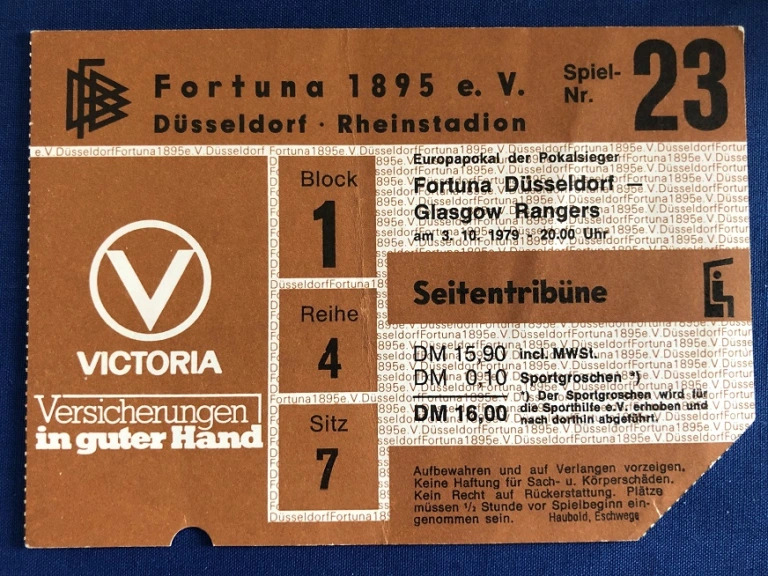 DFB
Fortuna 1895 e. V.
Düsseldorf · Rheinstadion
Spiel-
Nr.
23
e.V. DüsseldorfFortuna1895e.V. DüsseldorfFortuna1895e.V.
Europapokal der Pokalsieger
Fortuna Düsseldorf —
Glasgow Rangers
am 3. 10. 1979 - 20.00 Uhr
Block
1
Reihe
4
Sitz
7
V
VICTORIA
Versicherungen
in guter Hand
Seitentribüne
DM 15,90 incl. MWSt.
DM 0,10 Sportgroschen *)
DM 16,00
*) Der Sportgroschen wird für
die Sporthilfe e.V. erhoben und
nach dorthin abgeführt.
Aufbewahren und auf Verlangen vorzeigen.
Keine Haftung für Sach- u. Körperschäden.
Kein Recht auf Rückerstattung. Plätze
müssen ½ Stunde vor Spielbeginn ein-
genommen sein. Haubold, Eschwege